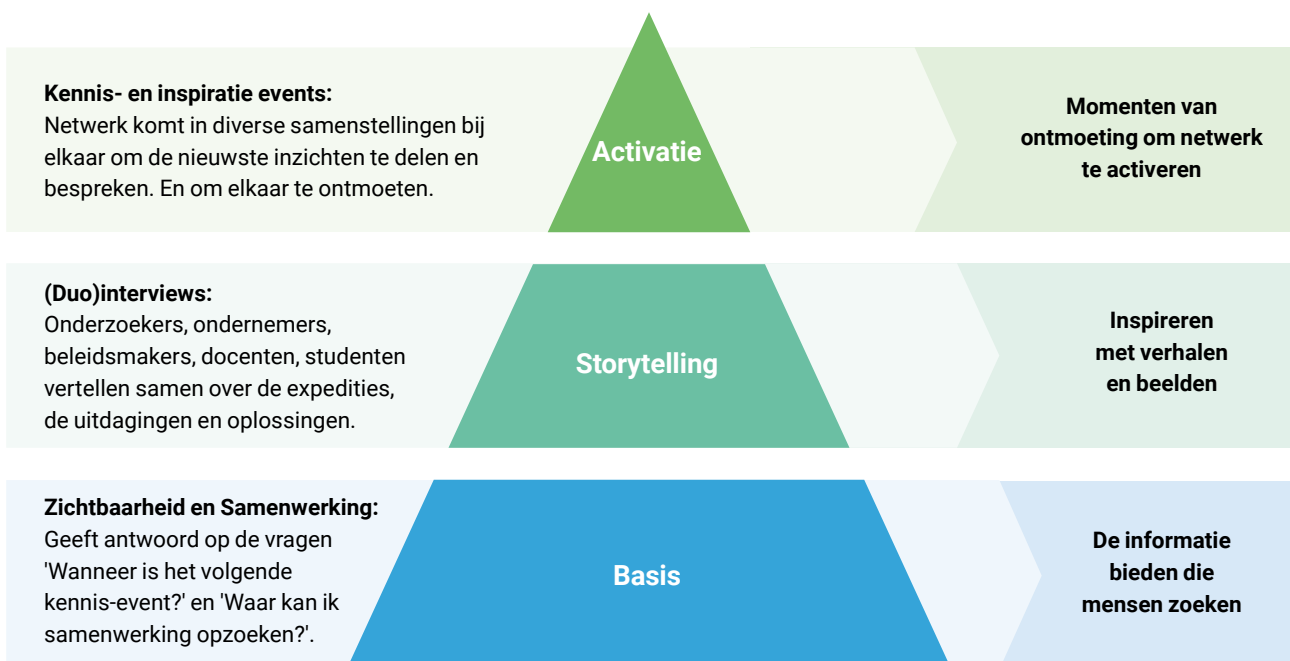 Kennis- en inspiratie events:
Netwerk komt in diverse samenstellingen bij
elkaar om de nieuwste inzichten te delen en
bespreken. En om elkaar te ontmoeten.
Activatie
Momenten van
ontmoeting om netwerk
te activeren
(Duo)interviews:
Onderzoekers, ondernemers,
beleidsmakers, docenten, studenten
vertellen samen over de expedities,
de uitdagingen en oplossingen.
Storytelling
Inspireren
met verhalen
en beelden
Zichtbaarheid en Samenwerking:
Geeft antwoord op de vragen
'Wanneer is het volgende
kennis-event?' en 'Waar kan ik
samenwerking opzoeken?'.
Basis
De informatie
bieden die
mensen zoeken